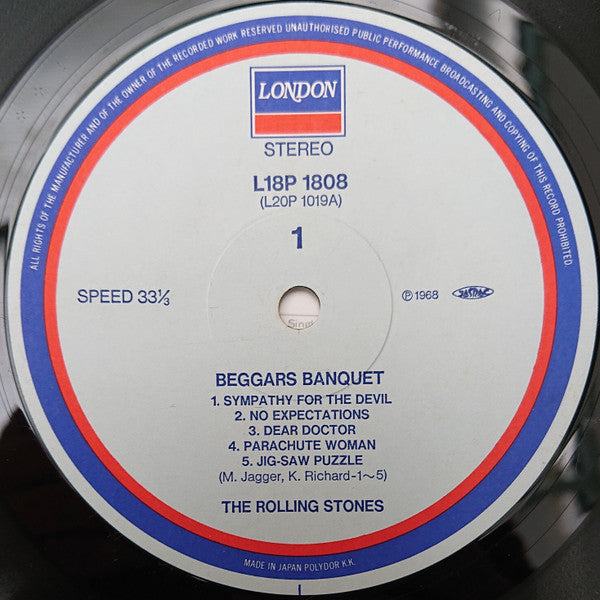 ALL RIGHTS OF THE MANUFACTURER AND OF THE OWNER OF THE RECORDED WORK RESERVED UNAUTHORISED PUBLIC PERFORMANCE BROADCASTING AND COPYING OF THIS RECORD PROHIBITED
LONDON
STEREO
L18P 1808
(L20P 1019A)
1
SPEED 33⅓
Ⓟ 1968 JASRAC
BEGGARS BANQUET
1. SYMPATHY FOR THE DEVIL
2. NO EXPECTATIONS
3. DEAR DOCTOR
4. PARACHUTE WOMAN
5. JIG-SAW PUZZLE
(M. Jagger, K. Richard-1〜5)
THE ROLLING STONES
MADE IN JAPAN POLYDOR K.K.